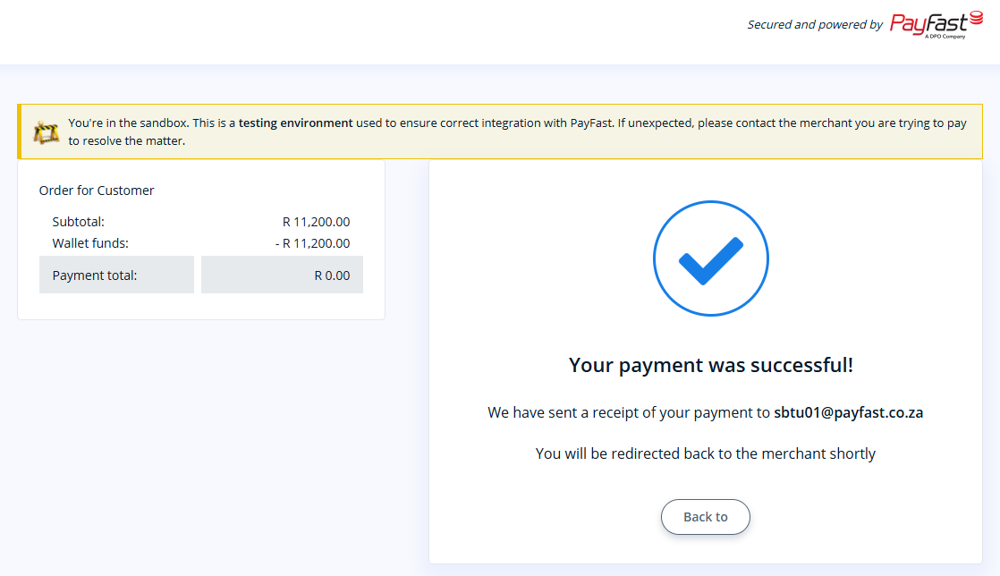 Secured and powered by PayFast
A DPO Company
You're in the sandbox. This is a testing environment used to ensure correct integration with PayFast. If unexpected, please contact the merchant you are trying to pay
to resolve the matter.
Order for Customer
Subtotal: R 11,200.00
Wallet funds: - R 11,200.00
Payment total: R 0.00
Your payment was successful!
We have sent a receipt of your payment to sbtu01@payfast.co.za
You will be redirected back to the merchant shortly
Back to